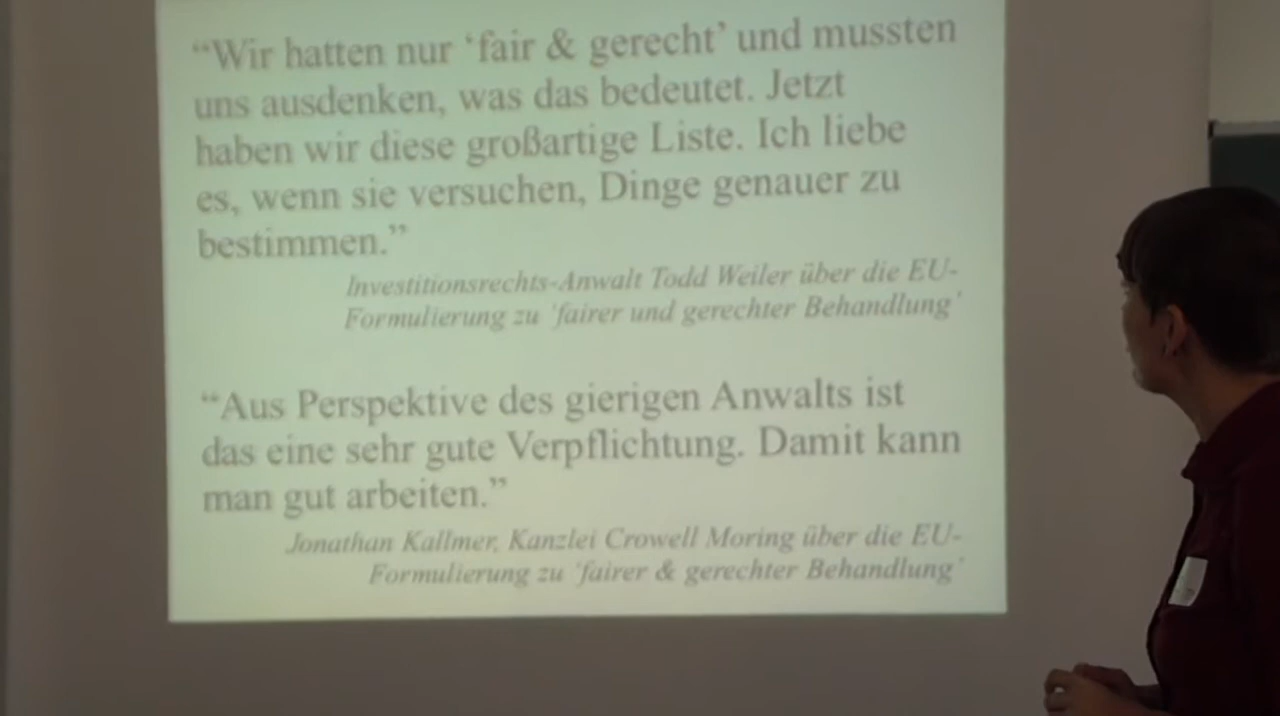 “Wir hatten nur ‘fair & gerecht’ und mussten
uns ausdenken, was das bedeutet. Jetzt
haben wir diese großartige Liste. Ich liebe
es, wenn sie versuchen, Dinge genauer zu
bestimmen.”
Investitionsrechts-Anwalt Todd Weiler über die EU-
Formulierung zu ‘fairer und gerechter Behandlung’
“Aus Perspektive des gierigen Anwalts ist
das eine sehr gute Verpflichtung. Damit kann
man gut arbeiten.”
Jonathan Kallmer, Kanzlei Crowell Moring über die EU-
Formulierung zu ‘fairer & gerechter Behandlung’